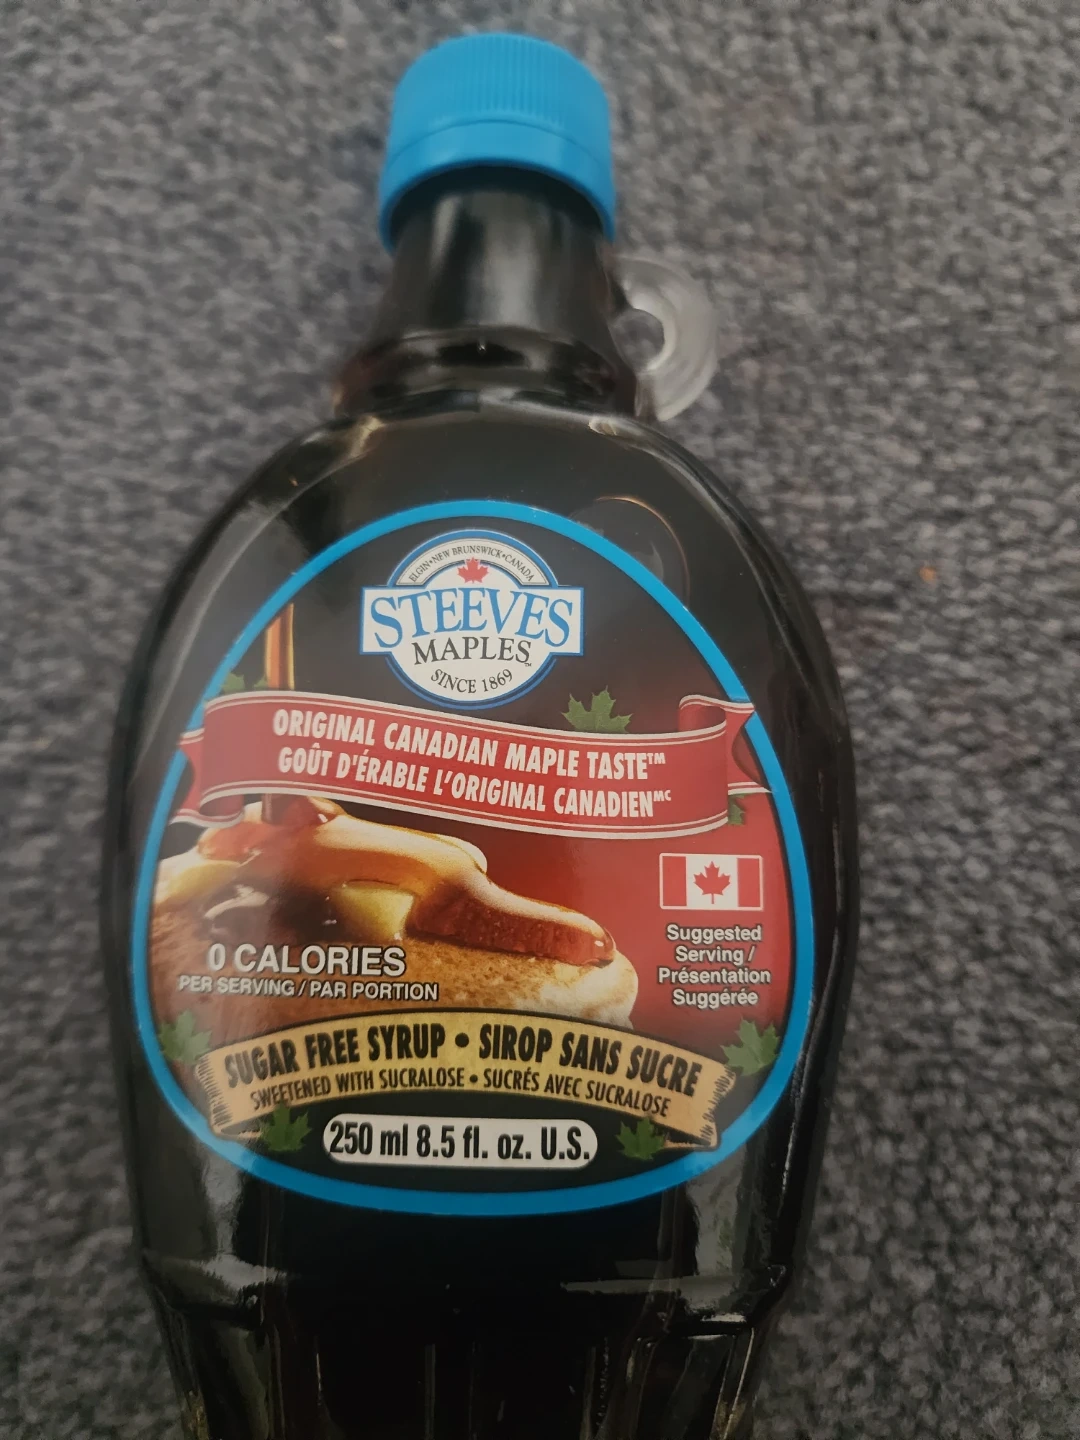 ELGIN•NEW BRUNSWICK•CANADA
STEEVES
MAPLES™
SINCE 1869
ORIGINAL CANADIAN MAPLE TASTE™
GOÛT D'ÉRABLE L'ORIGINAL CANADIEN MC
Suggested
Serving /
Présentation
Suggérée
0 CALORIES
PER SERVING / PAR PORTION
SUGAR FREE SYRUP • SIROP SANS SUCRE
SWEETENED WITH SUCRALOSE • SUCRÉS AVEC SUCRALOSE
250 ml 8.5 fl. oz. U.S.